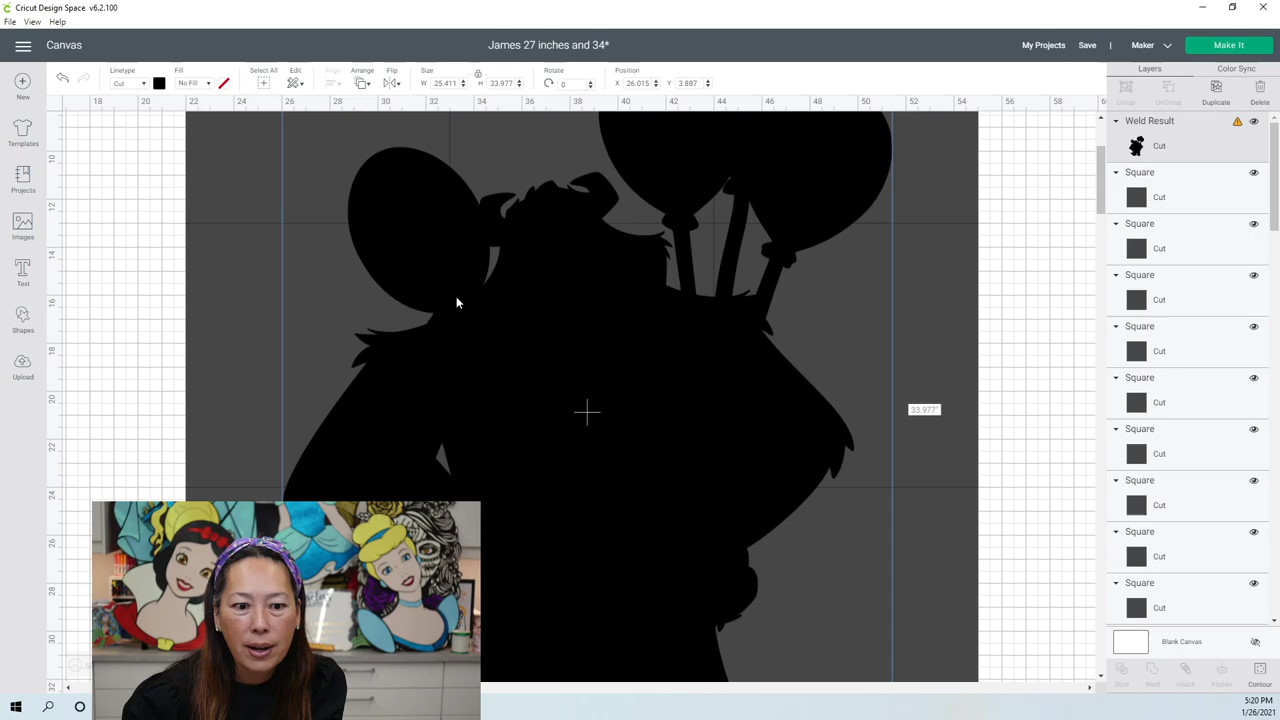 Cricut Design Space v6.2.100
File View Help
Canvas
James 27 inches and 34*
My Projects Save | Maker Make It
Linetype Fill Select All Edit Align Arrange Flip Size Rotate Position
Cut No Fill W 25.411 H 33.977 0 X 26.015 Y 3.887
Layers Color Sync
Group UnGroup Duplicate Delete
New
Templates
Projects
Images
Text
Shapes
Upload
18 20 22 24 26 28 30 32 34 36 38 40 42 44 46 48 50 52 54 56 58 60
10
12
14
16
18
20
22
24
26
28
30
32
33.977"
Weld Result
Cut
Square
Cut
Square
Cut
Square
Cut
Square
Cut
Square
Cut
Square
Cut
Square
Cut
Square
Cut
Square
Cut
Blank Canvas
Slice Weld Attach Flatten Contour
5:20 PM
1/26/2021